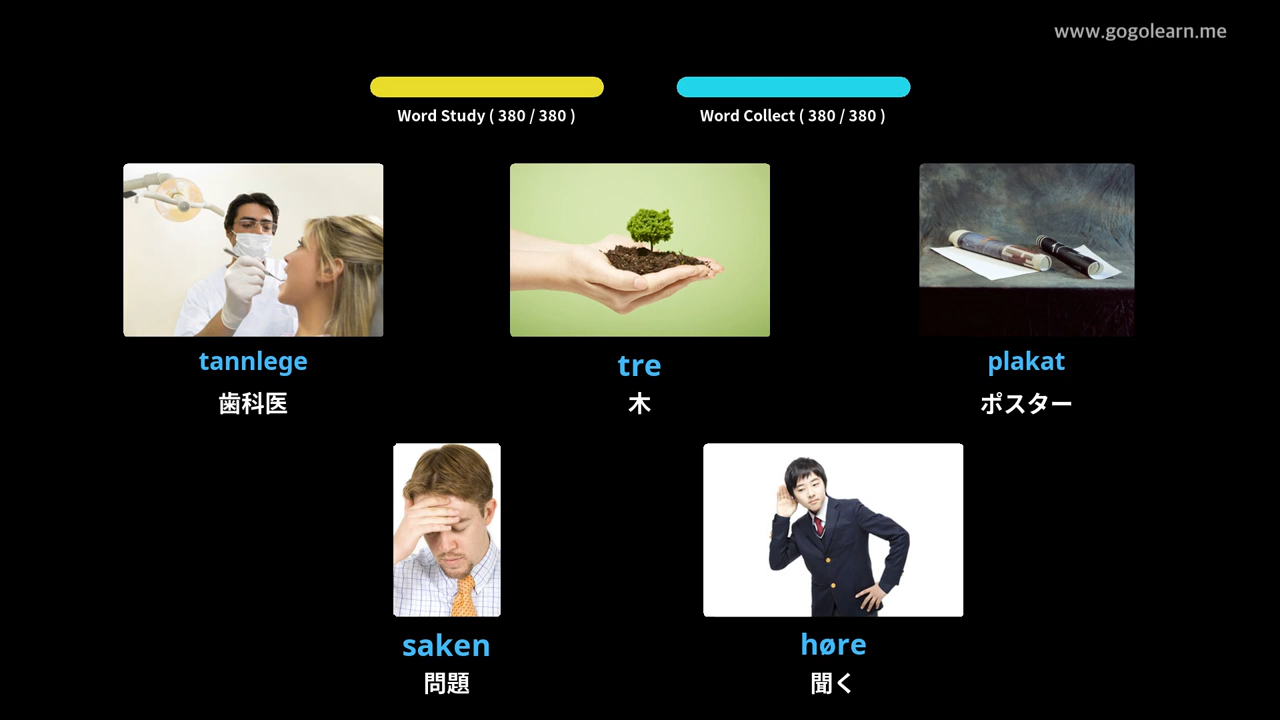 www.gogolearn.me
Word Study ( 380 / 380 )
Word Collect ( 380 / 380 )
tannlege
歯科医
tre
木
plakat
ポスター
saken
問題
høre
聞く